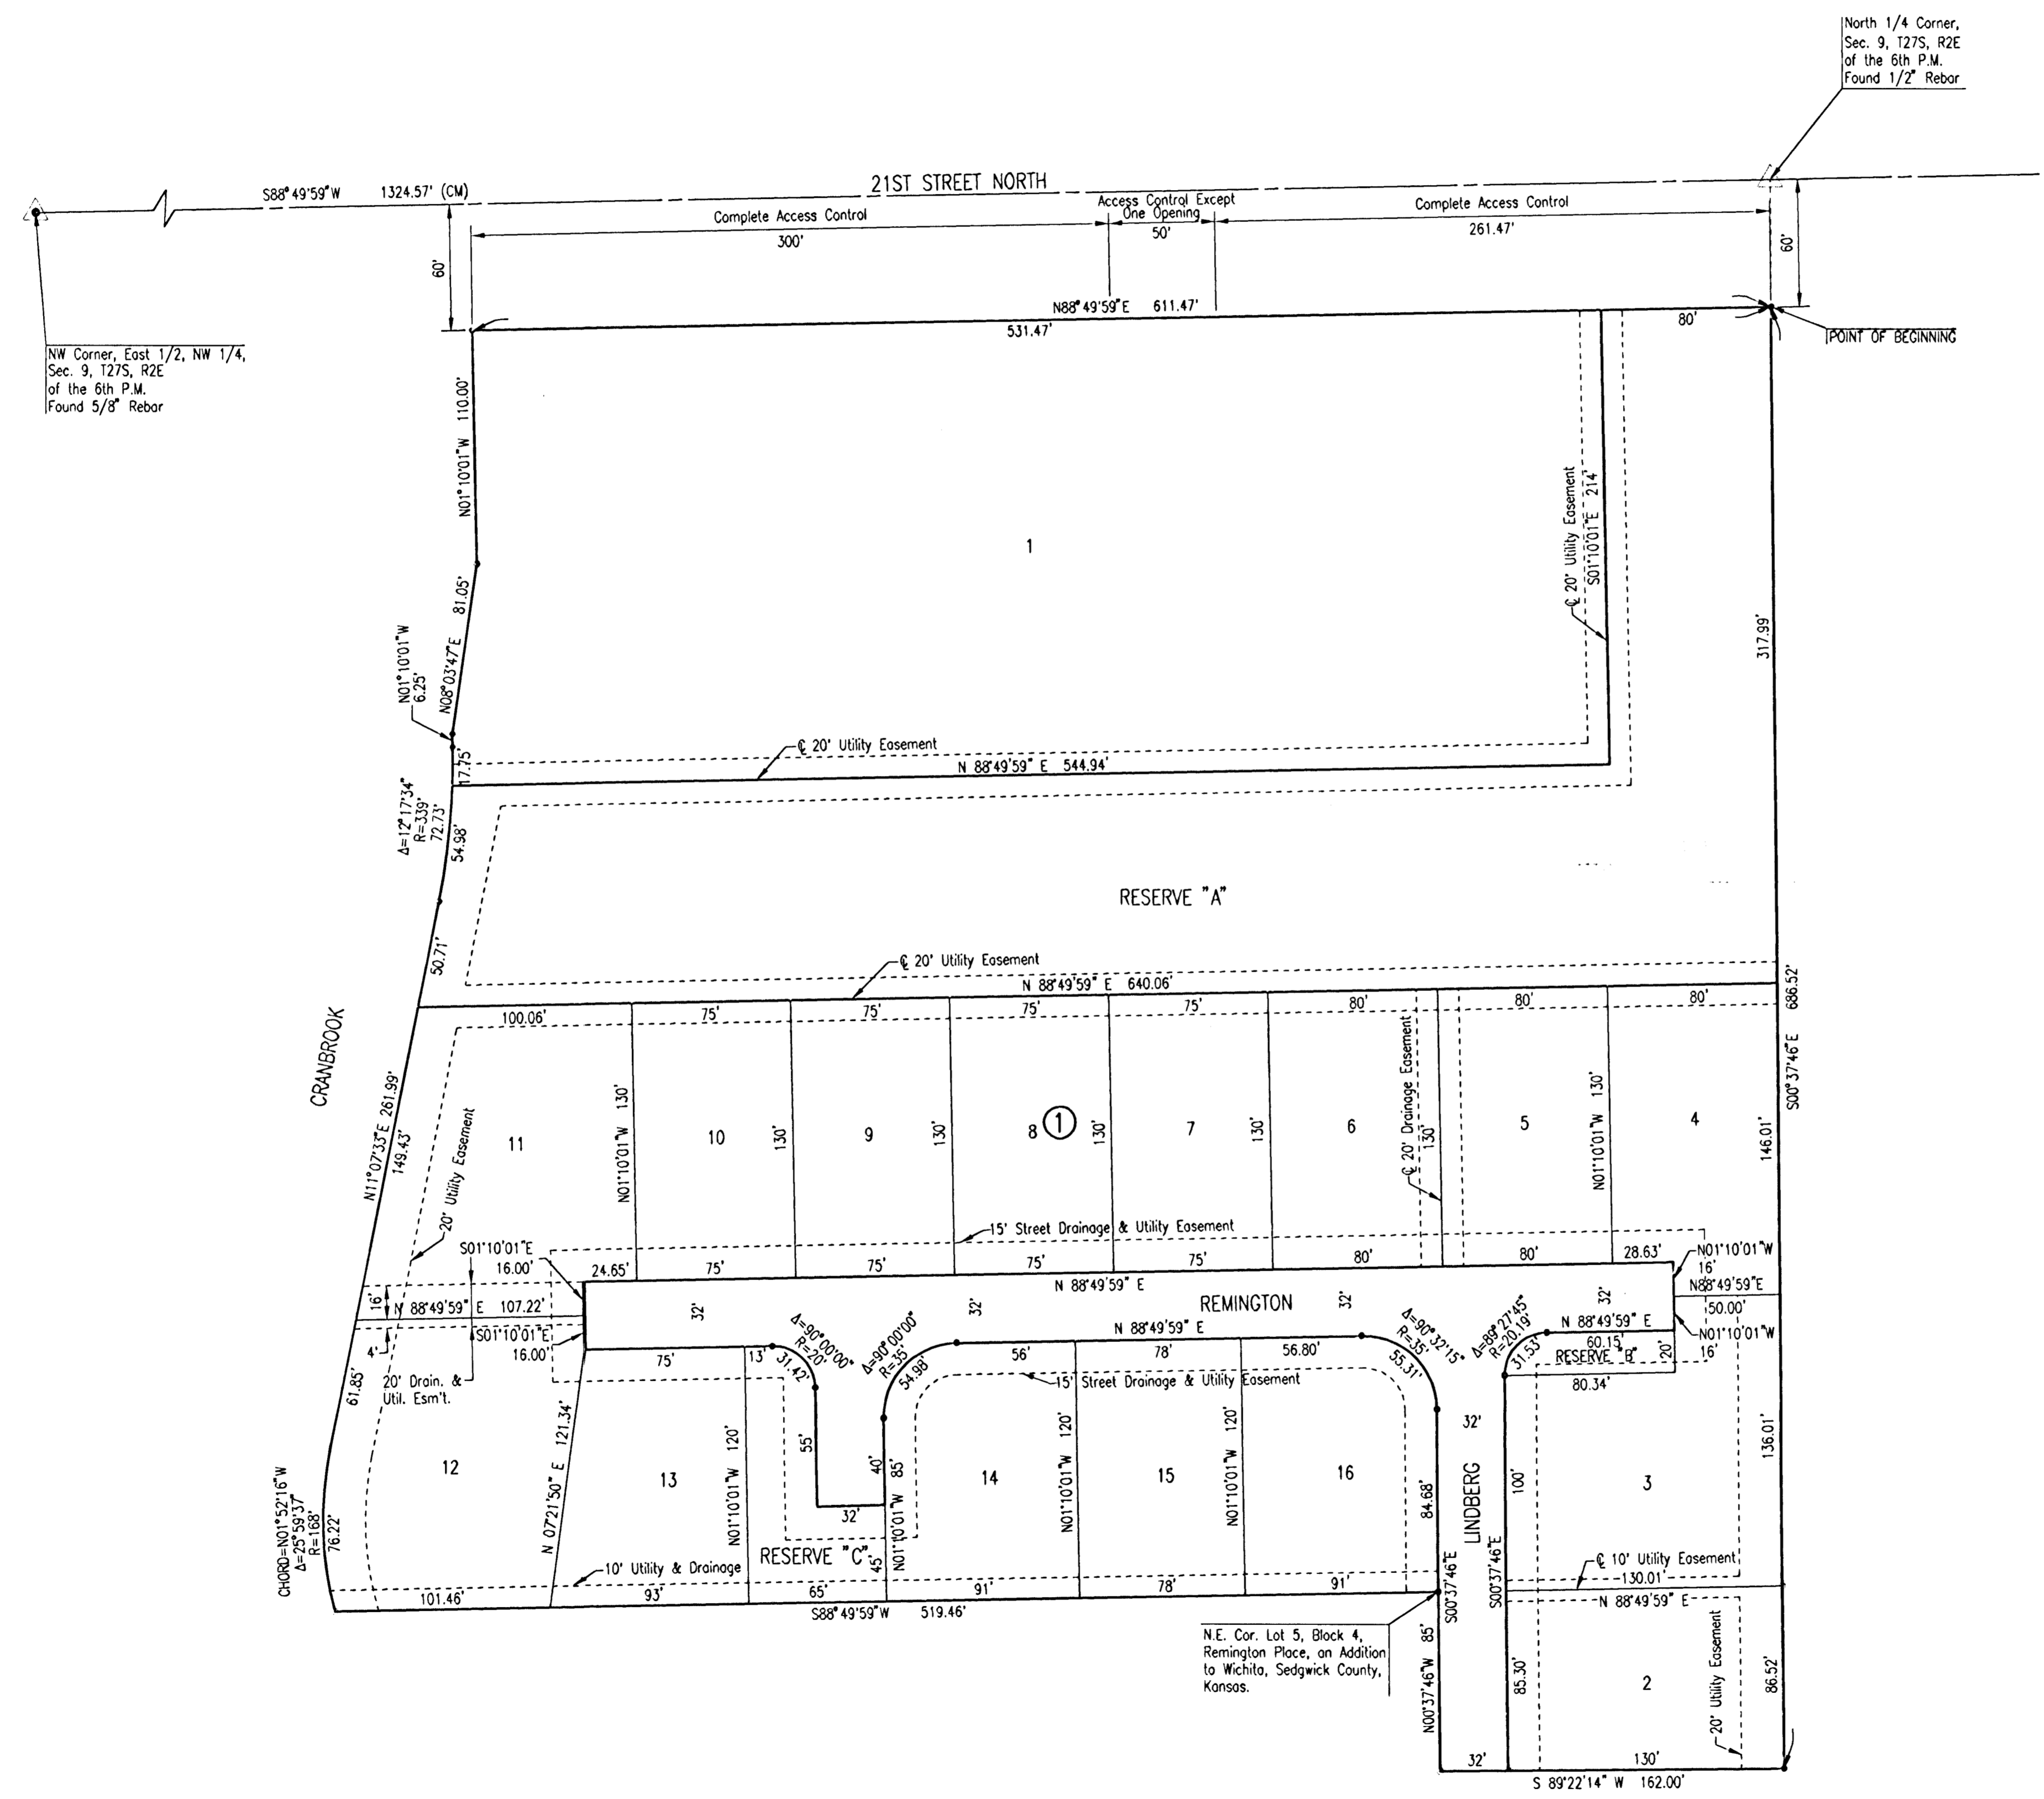 North 1/4 Corner,
Sec. 9, T27S, R2E
of the 6th P.M.
Found 1/2" Rebar
S88°49'59"W 1324.57' (CM)
21ST STREET NORTH
Complete Access Control
300'
Access Control Except
One Opening
50'
Complete Access Control
261.47'
60'
60'
N88°49'59"E 611.47'
531.47'
80'
POINT OF BEGINNING
NW Corner, East 1/2, NW 1/4,
Sec. 9, T27S, R2E
of the 6th P.M.
Found 5/8" Rebar
N01°10'01"W 110.00'
1
₵ 20' Utility Easement
S01°10'01"E 214'
N08°03'47"E 81.05'
317.99'
N01°10'01"W
6.25'
17.75'
₵ 20' Utility Easement
N 88°49'59" E 544.94'
Δ=12°17'34"
R=339'
72.73'
54.98'
RESERVE "A"
50.71'
₵ 20' Utility Easement
N 88°49'59" E 640.06'
S00°37'46"E 686.52'
CRANBROOK
100.06'
75'
75'
75'
75'
80'
80'
80'
N11°07'33"E 261.99'
149.43'
20' Utility Easement
11
N01°10'01"W 130'
10
130'
9
130'
8
1
130'
7
130'
6
₵ 20' Drainage Easement
130'
5
N01°10'01"W 130'
4
146.01'
15' Street Drainage & Utility Easement
S01°10'01"E
16.00'
24.65'
75'
75'
75'
75'
80'
80'
28.63'
N01°10'01"W
16'
16'
N 88°49'59" E 107.22'
N 88°49'59" E
N88°49'59"E
50.00'
32'
32'
REMINGTON
32'
32'
S01°10'01"E
16.00'
4'
N 88°49'59" E
N 88°49'59" E
N01°10'01"W
16'
75'
13'
Δ=90°00'00"
R=20'
31.42'
Δ=90°00'00"
R=35'
54.98'
56'
78'
56.80'
Δ=90°32'15"
R=35'
55.31'
Δ=89°27'45"
R=20.19'
31.53'
60.15'
RESERVE "B"
20'
80.34'
20' Drain. &
Util. Esm't.
15' Street Drainage & Utility Easement
61.85'
32'
N 07°21'50" E 121.34'
12
13
N01°10'01"W 120'
55'
40'
N01°10'01"W 85'
14
N01°10'01"W 120'
15
N01°10'01"W 120'
16
84.68'
LINDBERG
100'
3
136.01'
32'
CHORD=N01°52'16"W
Δ=25°59'37"
R=168'
76.22'
10' Utility & Drainage
RESERVE "C"
45'
S00°37'46"E
S00°37'46"E
₵ 10' Utility Easement
130.01'
N 88°49'59" E
101.46'
93'
65'
91'
78'
91'
S88°49'59"W 519.46'
N.E. Cor. Lot 5, Block 4,
Remington Place, an Addition
to Wichita, Sedgwick County,
Kansas.
N00°37'46"W 85'
85.30'
2
20' Utility Easement
86.52'
32'
130'
S 89°22'14" W 162.00'